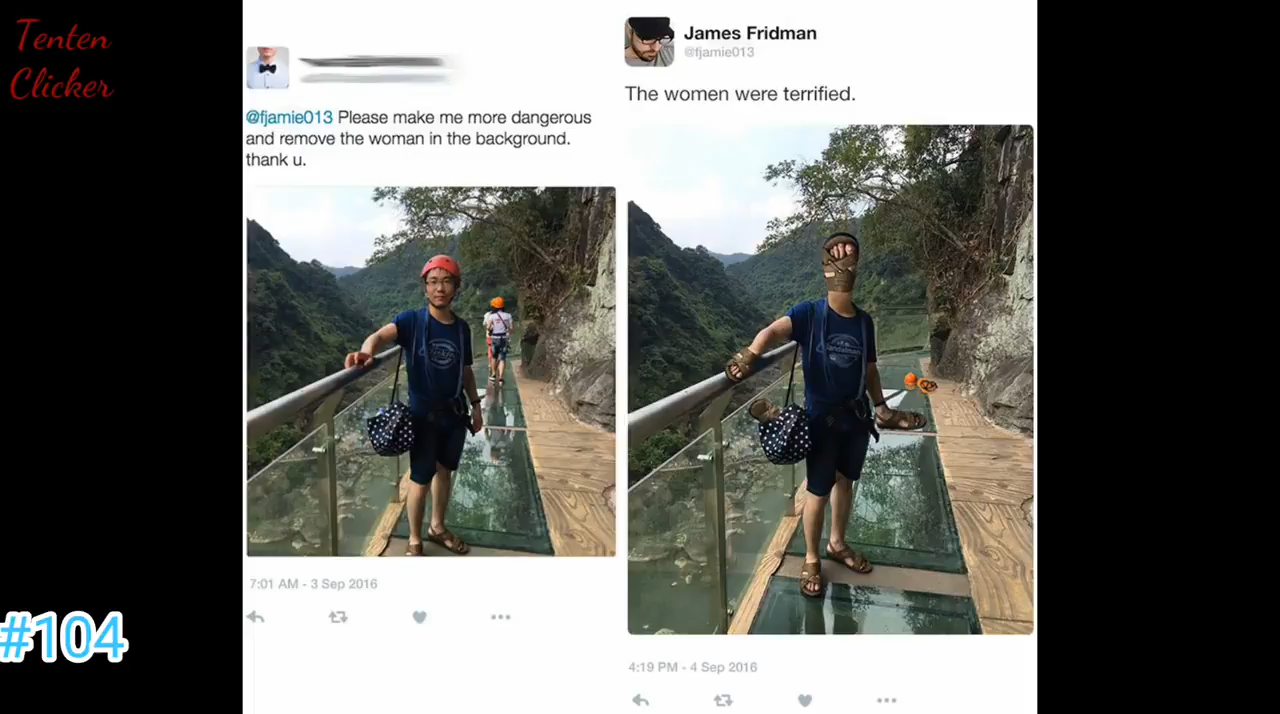 Tenten
Clicker
@fjamie013 Please make me more dangerous
and remove the woman in the background.
thank u.
7:01 AM - 3 Sep 2016
James Fridman
@fjamie013
The women were terrified.
4:19 PM - 4 Sep 2016
#104